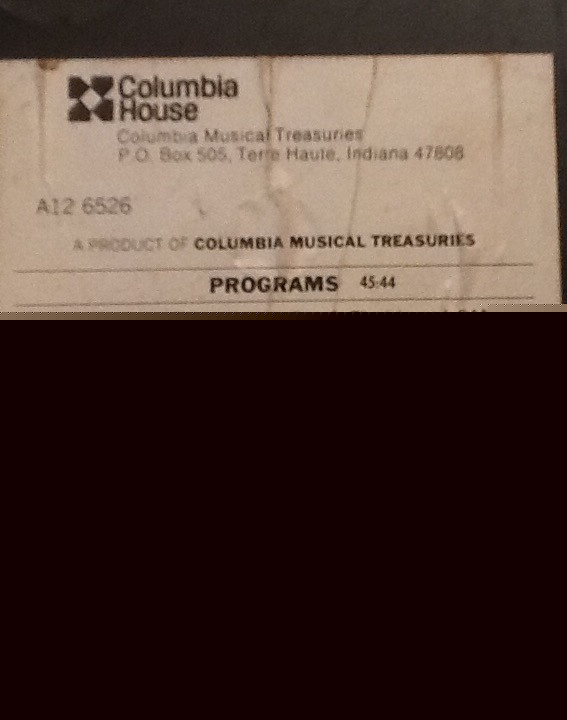 Columbia
House
Columbia Musical Treasuries
P.O. Box 505, Terre Haute, Indiana 47808
A12 6526
A PRODUCT OF COLUMBIA MUSICAL TREASURIES
PROGRAMS 45:44